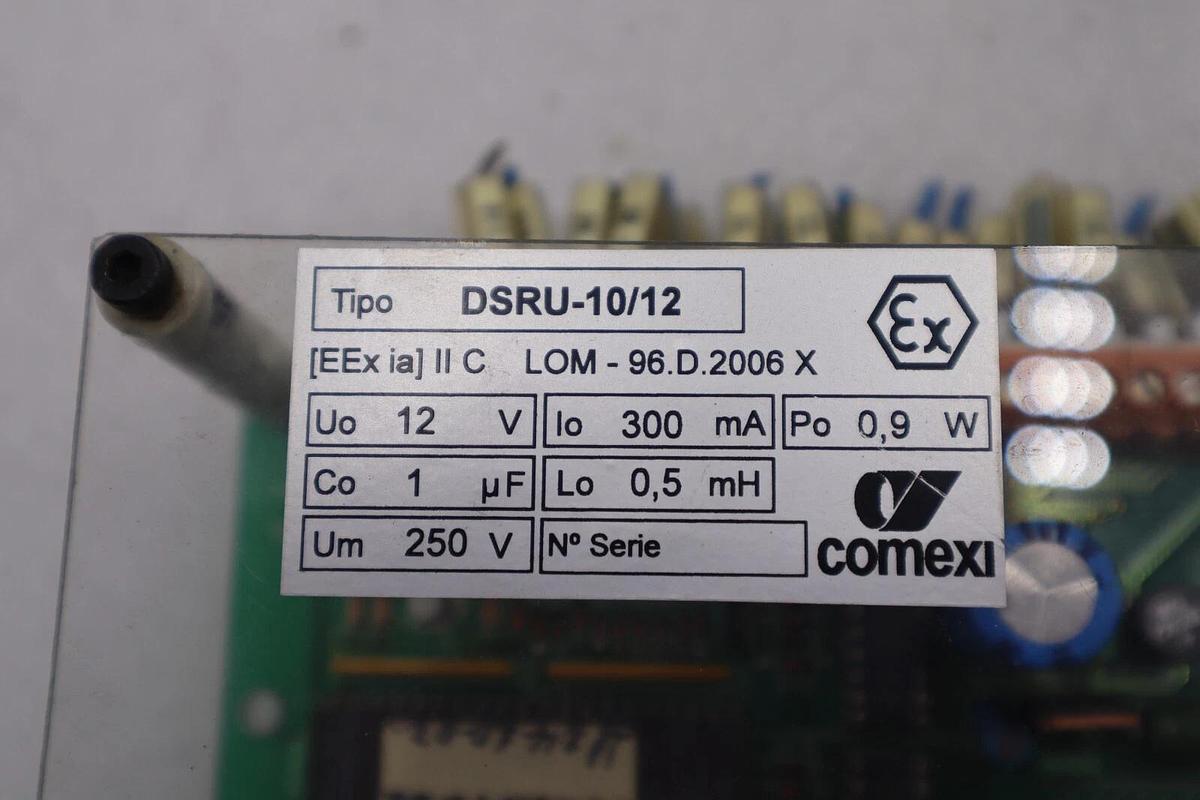 Tipo DSRU-10/12
Ex
[EEx ia] II C LOM - 96.D.2006 X
Uo 12 V Io 300 mA Po 0,9 W
Co 1 µF Lo 0,5 mH
Um 250 V Nº Serie
comexi